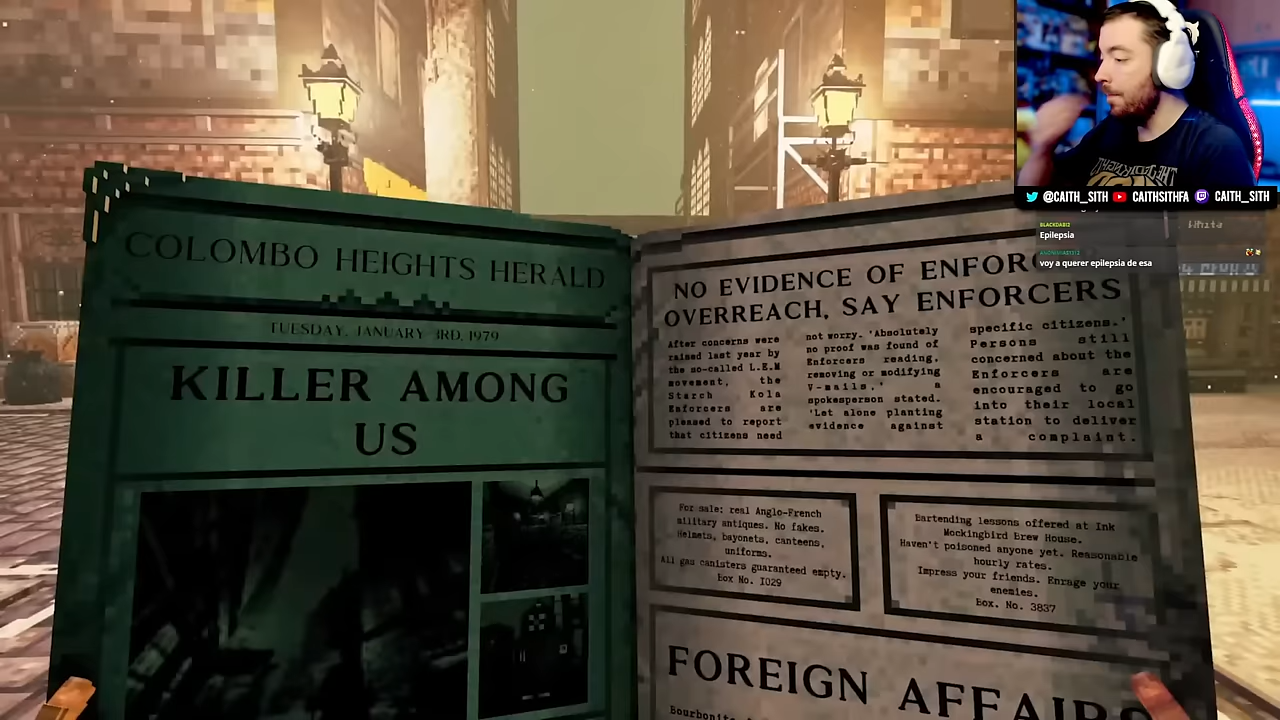 COLOMBO HEIGHTS HERALD
TUESDAY, JANUARY 3RD, 1979
KILLER AMONG
US
NO EVIDENCE OF ENFORC
OVERREACH, SAY ENFORCERS
After concerns were
raised last year by
the so-called L.E.M
movement, the
Starch Kola
Enforcers are
pleased to report
that citizens need
not worry. 'Absolutely
no proof was found of
Enforcers reading,
removing or modifying
V-mails.,' a
spokesperson stated.
'Let alone planting
evidence against
specific citizens.'
Persons still
concerned about the
Enforcers are
encouraged to go
into their local
station to deliver
a complaint.
For sale: real Anglo-French
military antiques. No fakes.
Helmets, bayonets, canteens,
uniforms.
All gas canisters guaranteed empty.
Box No. 1029
Bartending lessons offered at Ink
Mockingbird Brew House.
Haven't poisoned anyone yet. Reasonable
hourly rates.
Impress your friends. Enrage your
enemies.
Box. No. 3837
FOREIGN AFFAIRS
THE JOURNEY
@CAITH_SITH CAITHSITHFA CAITH_SITH
BLACKDABI2
Epilepsia
voy a querer epilepsia de esa